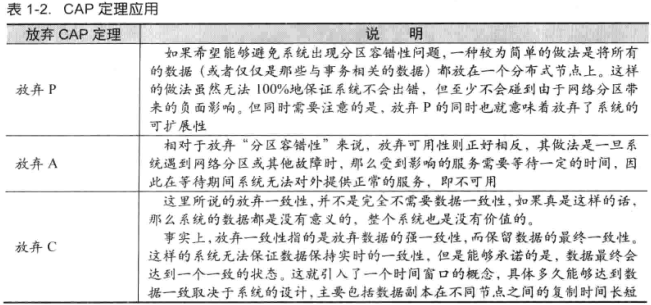 表 1-2. CAP 定理应用
放弃 CAP 定理 说 明
如果希望能够避免系统出现分区容错性问题，一种较为简单的做法是将所有
的数据（或者仅仅是那些与事务相关的数据）都放在一个分布式节点上。这样
放弃 P 的做法虽然无法 100%地保证系统不会出错，但至少不会碰到由于网络分区带
来的负面影响。但同时需要注意的是，放弃 P 的同时也就意味着放弃了系统的
可扩展性
相对于放弃“分区容错性”来说，放弃可用性则正好相反，其做法是一旦系
放弃 A 统遇到网络分区或其他故障时，那么受到影响的服务需要等待一定的时间，因
此在等待期间系统无法对外提供正常的服务，即不可用
这里所说的放弃一致性，并不是完全不需要数据一致性，如果真是这样的话，
那么系统的数据都是没有意义的，整个系统也是没有价值的。
事实上，放弃一致性指的是放弃数据的强一致性，而保留数据的最终一致性。
放弃 C 这样的系统无法保证数据保持实时的一致性，但是能够承诺的是，数据最终会
达到一个一致的状态。这就引入了一个时间窗口的概念，具体多久能够达到数
据一致取决于系统的设计，主要包括数据副本在不同节点之间的复制时间长短